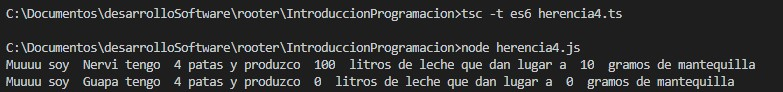 C:\Documentos6\desarrolloSoftware\rooter\IntroduccionProgramacion>tsc -t es6 herencia4.ts
C:\Documentos6\desarrolloSoftware\rooter\IntroduccionProgramacion>node herencia4.js
Muuuu soy  Nervi tengo  4 patas y produzco  100  litros de leche que dan lugar a  10  gramos de mantequilla
Muuuu soy  Guapa tengo  4 patas y produzco  0  litros de leche que dan lugar a  0  gramos de mantequilla